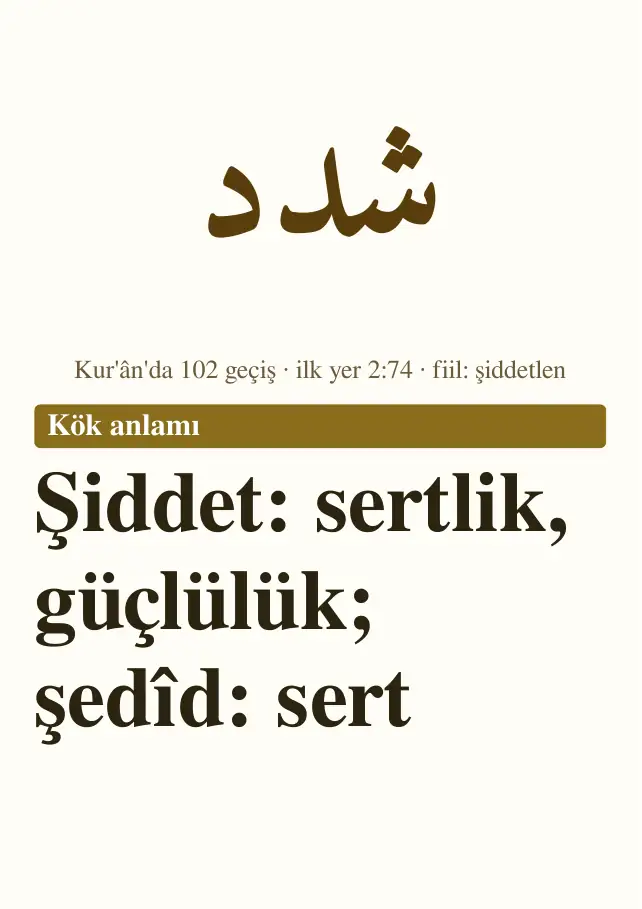 شدد
Kur'ân'da 102 geçiş · ilk yer 2:74 · fiil: şiddetlen
Kök anlamı
Şiddet: sertlik,
güçlülük;
şedîd: sert